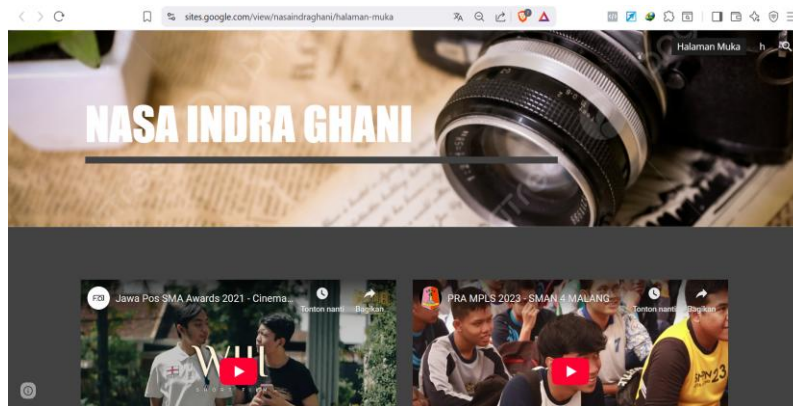 sites.google.com/view/nasaindraghani/halaman-muka
Halaman Muka h
NASA INDRA GHANI
Jawa Pos SMA Awards 2021 - Cinema...
Tonton nanti
Bagikan
PRA MPLS 2023 - SMAN 4 MALANG
Tonton nanti
Bagikan